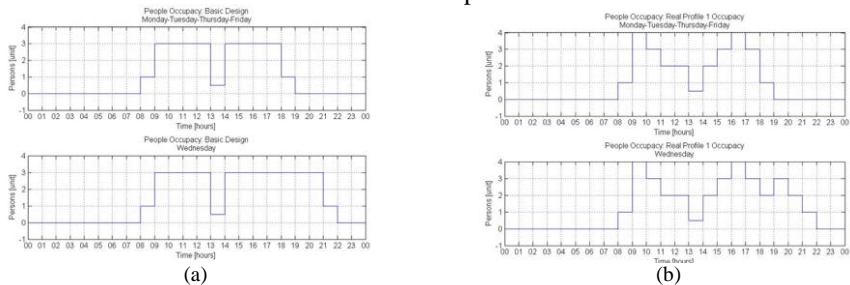 People Occupancy: Basic Design
Monday-Tuesday-Thursday-Friday
Persons [unit]
4
3
2
1
0
-1
00 01 02 03 04 05 06 07 08 09 10 11 12 13 14 15 16 17 18 19 20 21 22 23 00
Time [hours]
People Occupancy: Basic Design
Wednesday
Persons [unit]
4
3
2
1
0
-1
00 01 02 03 04 05 06 07 08 09 10 11 12 13 14 15 16 17 18 19 20 21 22 23 00
Time [hours]
(a)
People Occupancy: Real Profile 1 Occupancy
Monday-Tuesday-Thursday-Friday
Persons [unit]
4
3
2
1
0
-1
00 01 02 03 04 05 06 07 08 09 10 11 12 13 14 15 16 17 18 19 20 21 22 23 00
Time [hours]
People Occupancy: Real Profile 1 Occupancy
Wednesday
Persons [unit]
4
3
2
1
0
-1
00 01 02 03 04 05 06 07 08 09 10 11 12 13 14 15 16 17 18 19 20 21 22 23 00
Time [hours]
(b)